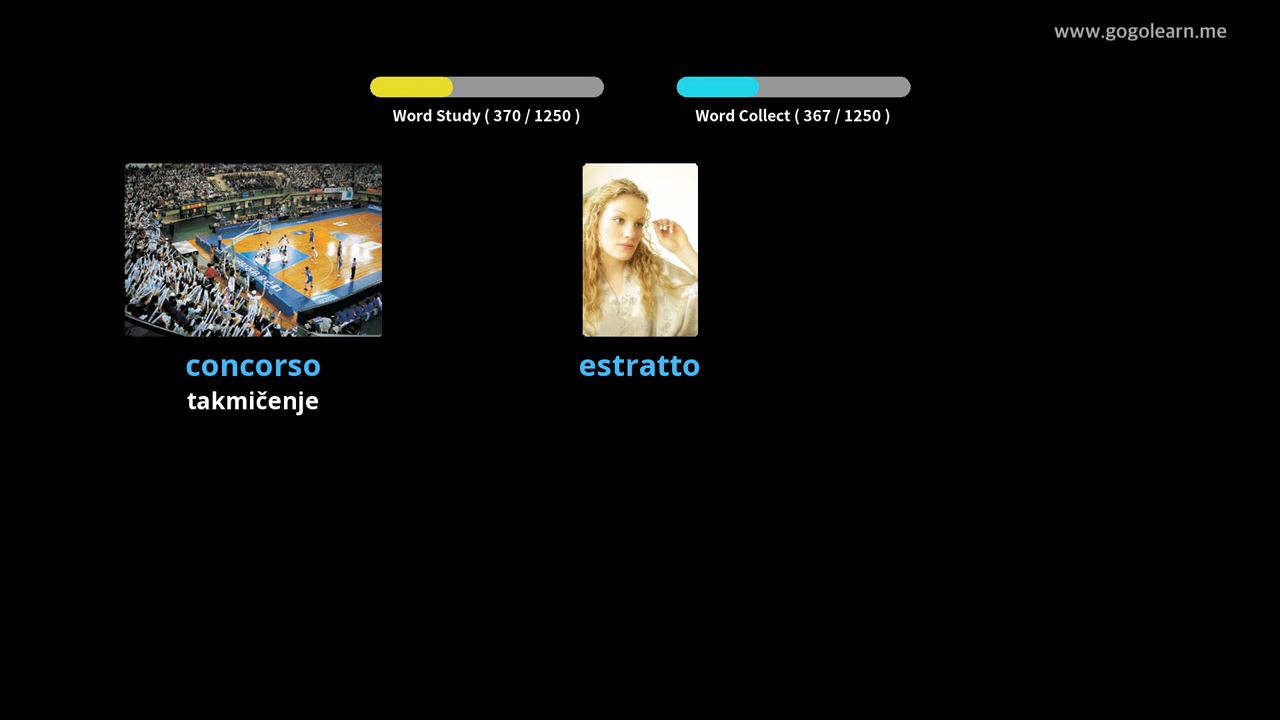 www.gogolearn.me
Word Study ( 370 / 1250 )
Word Collect ( 367 / 1250 )
concorso
takmičenje
estratto